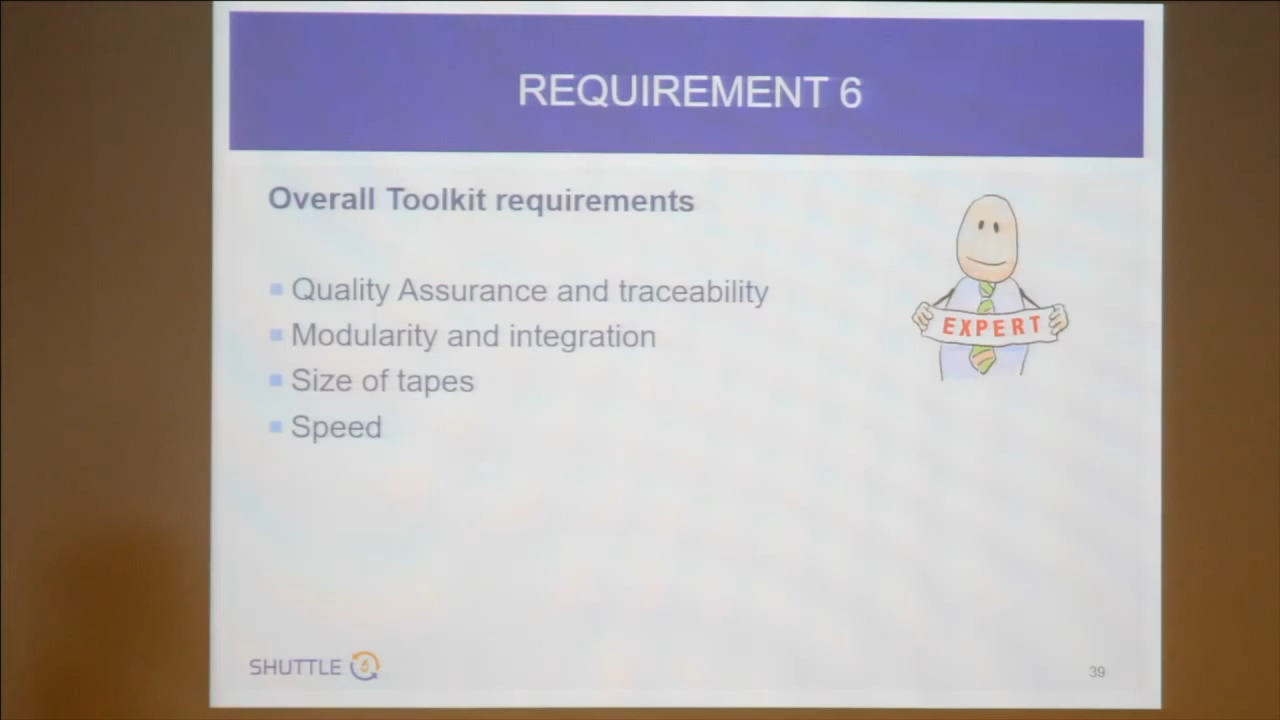 REQUIREMENT 6
Overall Toolkit requirements
Quality Assurance and traceability
Modularity and integration
Size of tapes
Speed
EXPERT
SHUTTLE
39